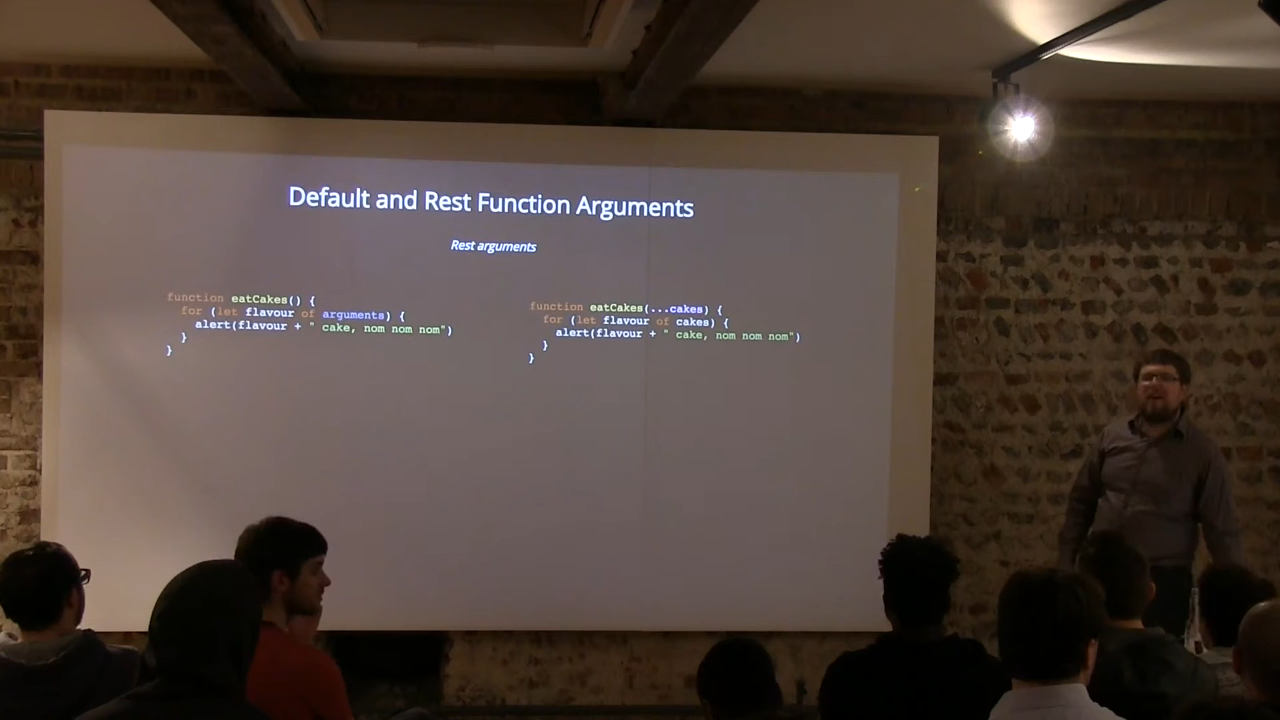 Default and Rest Function Arguments
Rest arguments
function eatCakes() {
  for (let flavour of arguments) {
    alert(flavour + " cake, nom nom nom")
  }
}
function eatCakes(...cakes) {
  for (let flavour of cakes) {
    alert(flavour + " cake, nom nom nom")
  }
}